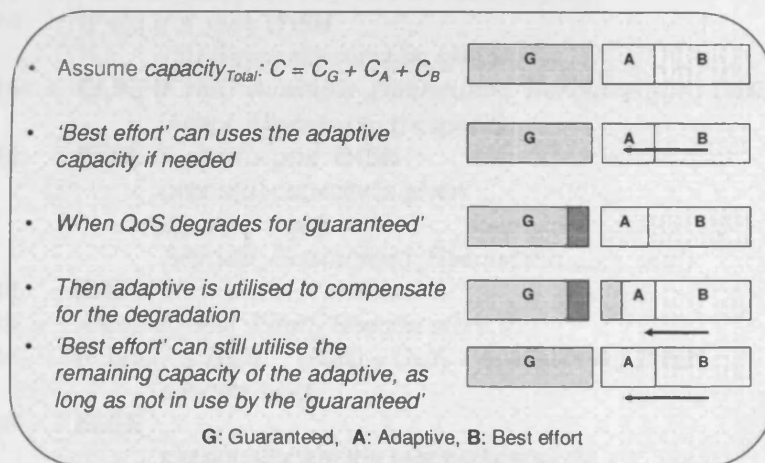 • Assume capacity_Total: C = C_G + C_A + C_B
G A B
• 'Best effort' can uses the adaptive
capacity if needed
G A B
• When QoS degrades for 'guaranteed'
G A B
• Then adaptive is utilised to compensate
for the degradation
G A B
• 'Best effort' can still utilise the
remaining capacity of the adaptive, as
long as not in use by the 'guaranteed'
G A B
G: Guaranteed, A: Adaptive, B: Best effort